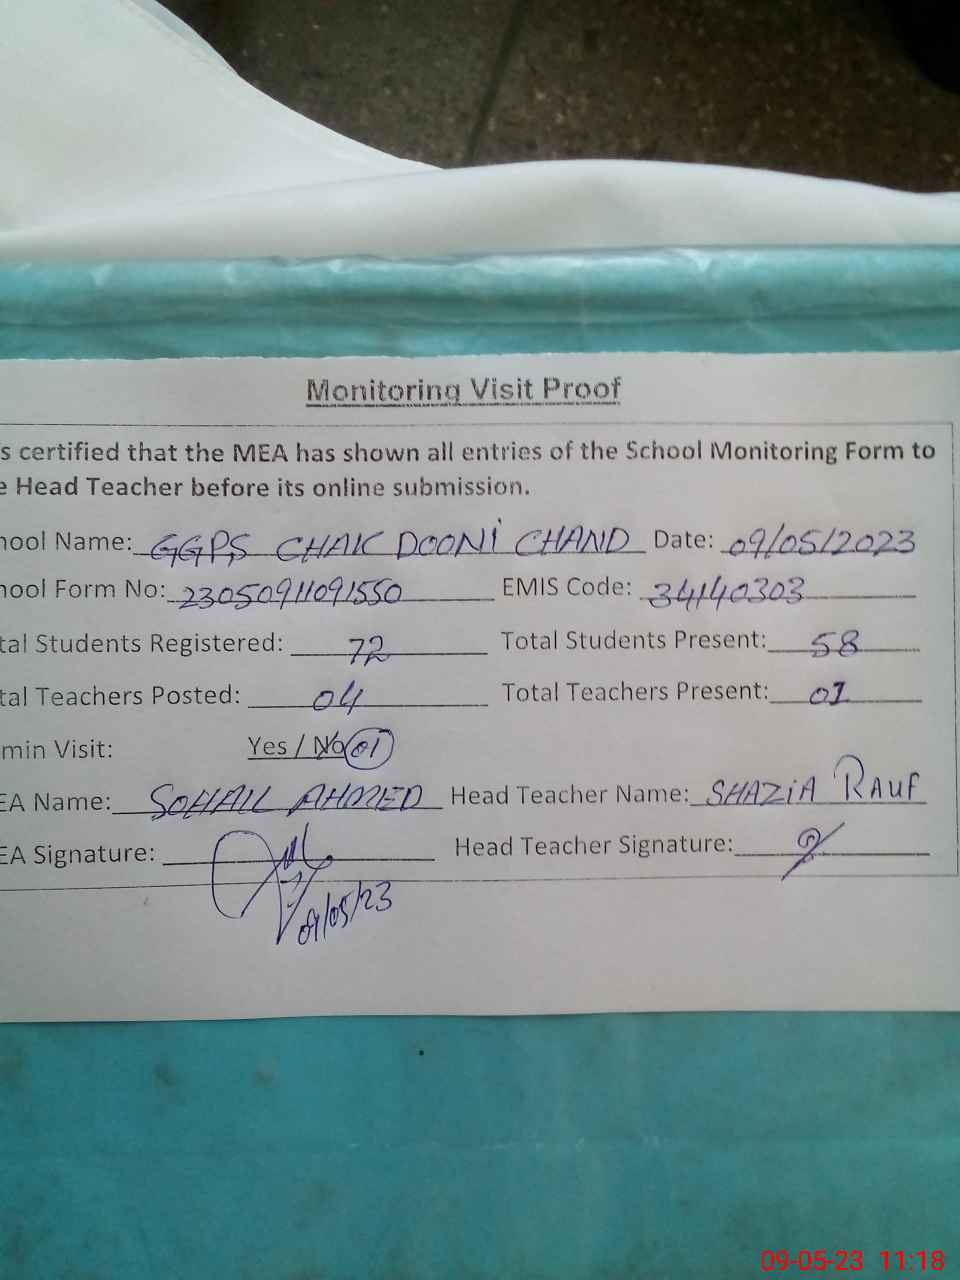 Monitoring Visit Proof
s certified that the MEA has shown all entries of the School Monitoring Form to
e Head Teacher before its online submission.
hool Name: GGPS CHAK DOONI CHAND Date: 09/05/2023
hool Form No: 23050911091550 EMIS Code: 34140303
tal Students Registered: 72 Total Students Present: 58
tal Teachers Posted: 04 Total Teachers Present: 01
min Visit: Yes / No 01
EA Name: SOHAIL AHMED Head Teacher Name: SHAZIA RAUF
EA Signature: Head Teacher Signature:
09/05/23
09-05-23 11:18